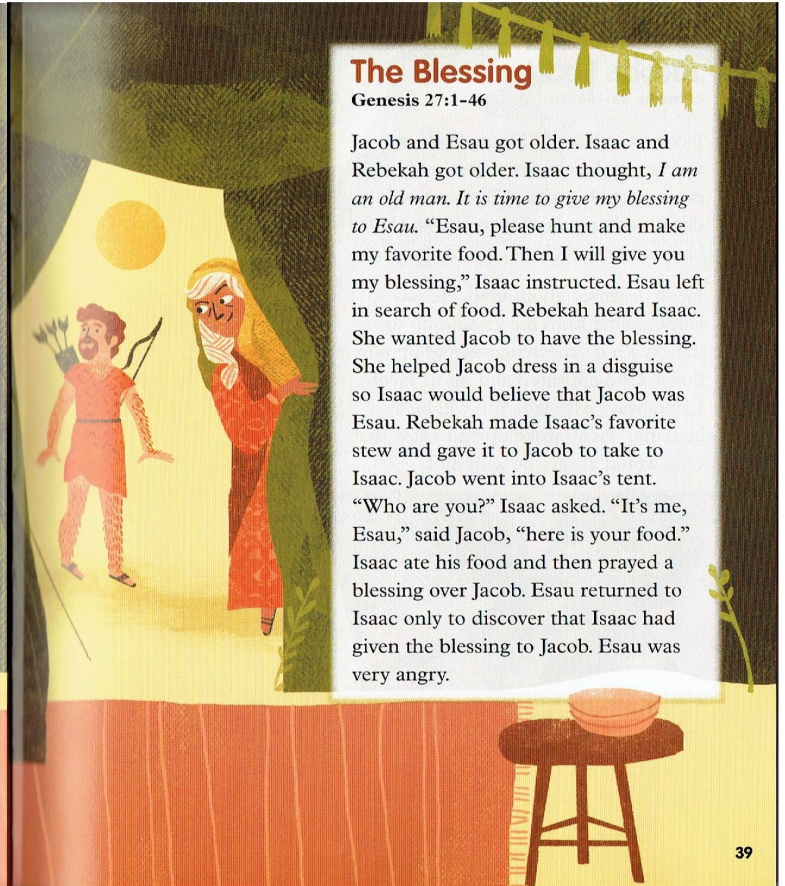 The Blessing
Genesis 27:1-46
Jacob and Esau got older. Isaac and
Rebekah got older. Isaac thought, I am
an old man. It is time to give my blessing
to Esau. “Esau, please hunt and make
my favorite food. Then I will give you
my blessing,” Isaac instructed. Esau left
in search of food. Rebekah heard Isaac.
She wanted Jacob to have the blessing.
She helped Jacob dress in a disguise
so Isaac would believe that Jacob was
Esau. Rebekah made Isaac’s favorite
stew and gave it to Jacob to take to
Isaac. Jacob went into Isaac’s tent.
“Who are you?” Isaac asked. “It’s me,
Esau,” said Jacob, “here is your food.”
Isaac ate his food and then prayed a
blessing over Jacob. Esau returned to
Isaac only to discover that Isaac had
given the blessing to Jacob. Esau was
very angry.
39